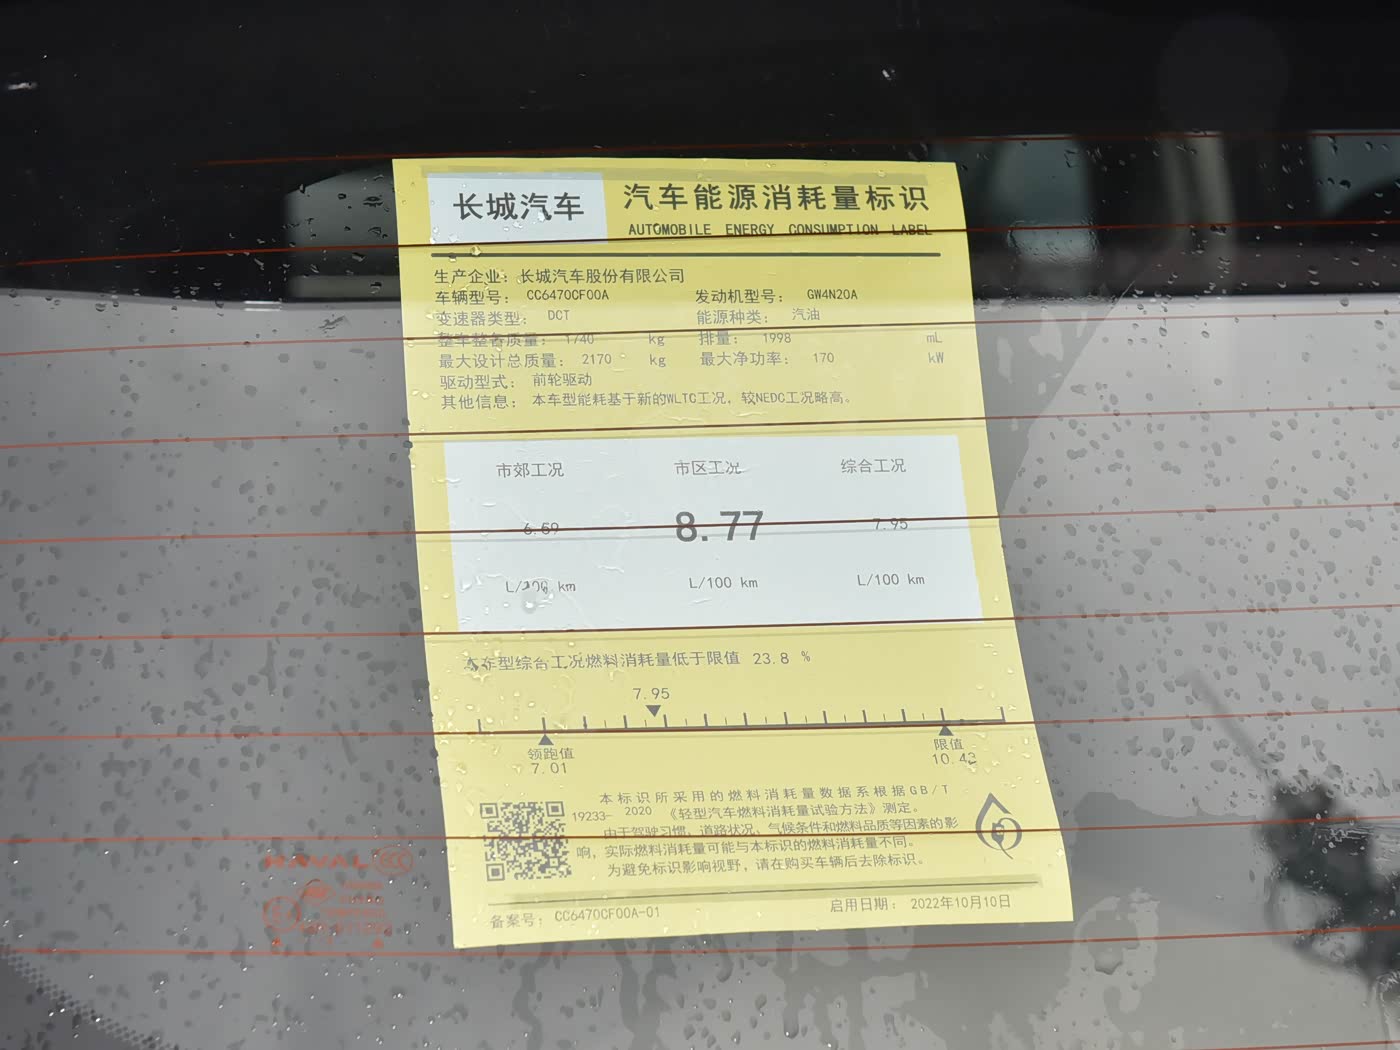 长城汽车
汽车能源消耗量标识
AUTOMOBILE ENERGY CONSUMPTION LABEL
生产企业: 长城汽车股份有限公司
车辆型号: CC6470CF00A 发动机型号: GW4N20A
变速器类型: DCT 能源种类: 汽油
整车整备质量: 1740 kg 排量: 1998 mL
最大设计总质量: 2170 kg 最大净功率: 170 kW
驱动型式: 前轮驱动
其他信息: 本车型能耗基于新的WLTC工况, 较NEDC工况略高。
市郊工况 市区工况 综合工况
6.69 8.77 7.95
L/100 km L/100 km L/100 km
本车型综合工况燃料消耗量低于限值 23.8 %
7.95
领跑值 限值
7.01 10.43
本标识所采用的燃料消耗量数据系根据GB/T
19233- 2020 《轻型汽车燃料消耗量试验方法》测定。
由于驾驶习惯、道路状况、气候条件和燃料品质等因素的影
响, 实际燃料消耗量可能与本标识的燃料消耗量不同。
为避免标识影响视野, 请在购买车辆后去除标识。
备案号: CC6470CF00A-01 启用日期: 2022年10月10日
HAVAL CCC